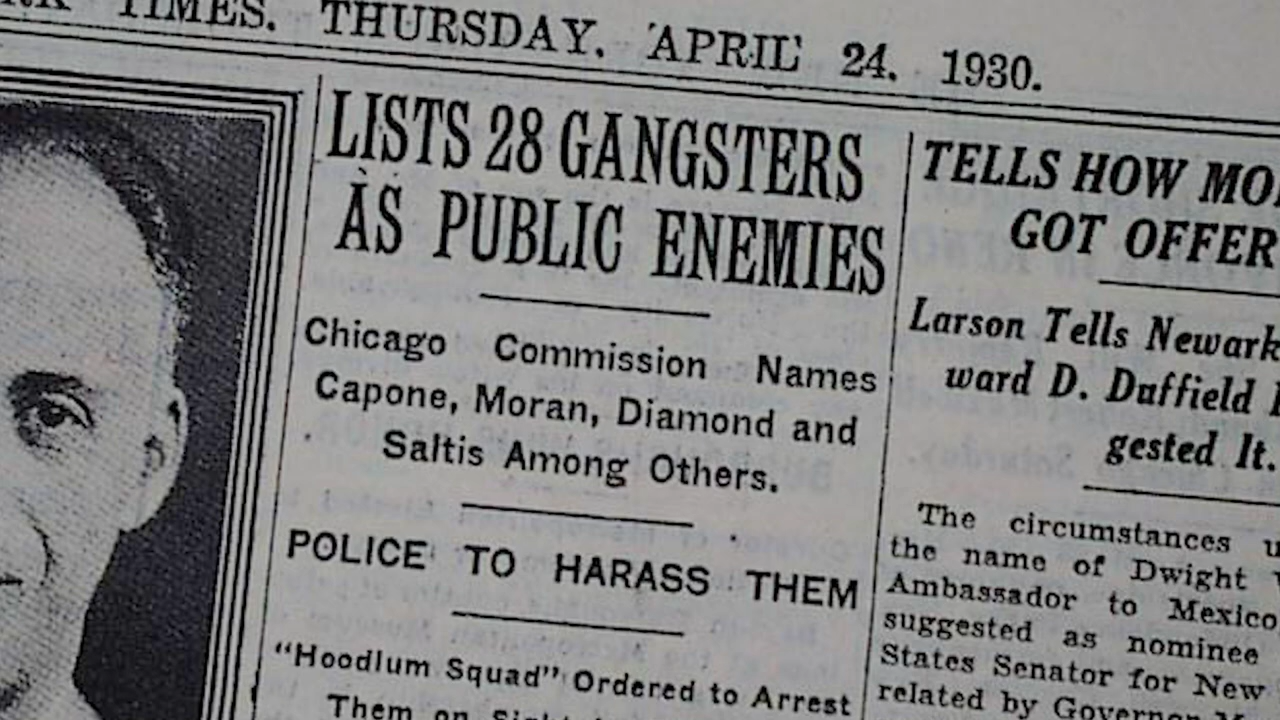 TIMES. THURSDAY, APRIL 24, 1930.
LISTS 28 GANGSTERS
AS PUBLIC ENEMIES
Chicago Commission Names
Capone, Moran, Diamond and
Saltis Among Others.
POLICE TO HARASS THEM
"Hoodlum Squad" Ordered to Arrest
Them on
TELLS HOW
GOT OFFER
Larson Tells Newark
ward D. Duffield
gested It.
The circumstances
the name of Dwight
Ambassador to Mexico
suggested as nominee
States Senator for New
related by Governor